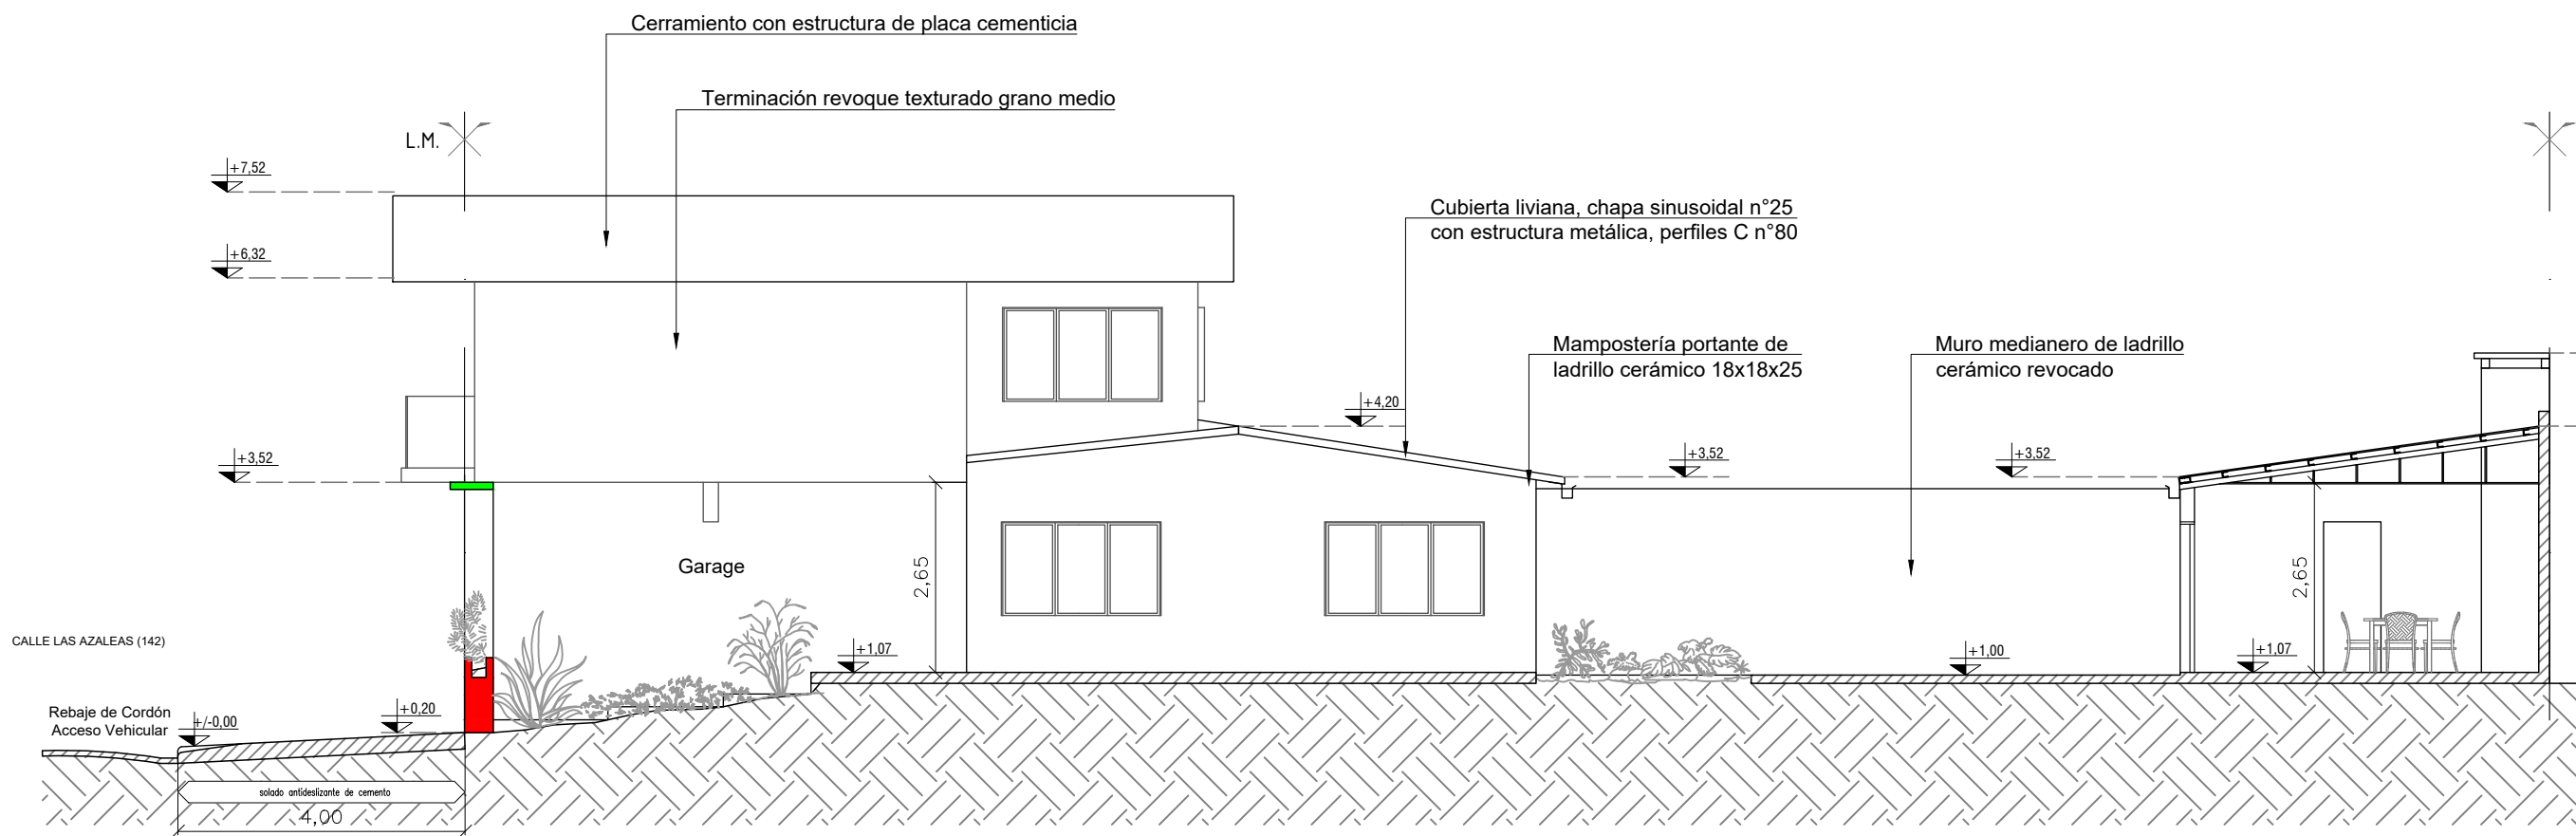 Cerramiento con estructura de placa cementicia
Terminación revoque texturado grano medio
L.M.
+7,52
+6,32
Cubierta liviana, chapa sinusoidal n°25
con estructura metálica, perfiles C n°80
Mampostería portante de
ladrillo cerámico 18x18x25
Muro medianero de ladrillo
cerámico revocado
+4,20
+3,52
+3,52
+3,52
Garage
2,65
2,65
CALLE LAS AZALEAS (142)
+1,07
+1,00
+1,07
Rebaje de Cordón
Acceso Vehicular
+/-0,00
+0,20
solado antideslizante de cemento
4,00